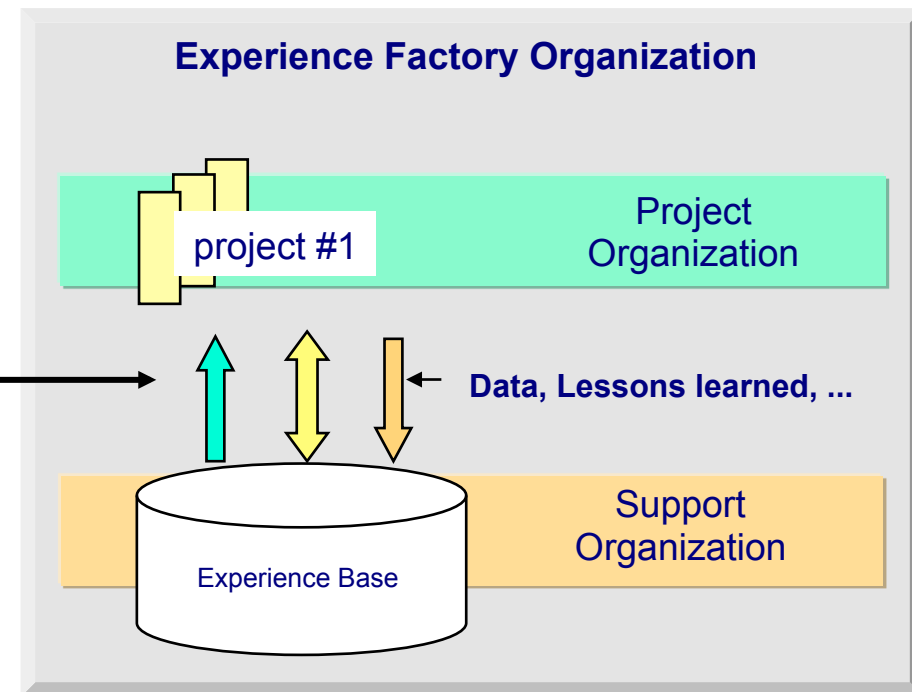 Experience Factory Organization
project #1
Project
Organization
Data, Lessons learned, ...
Support
Organization
Experience Base